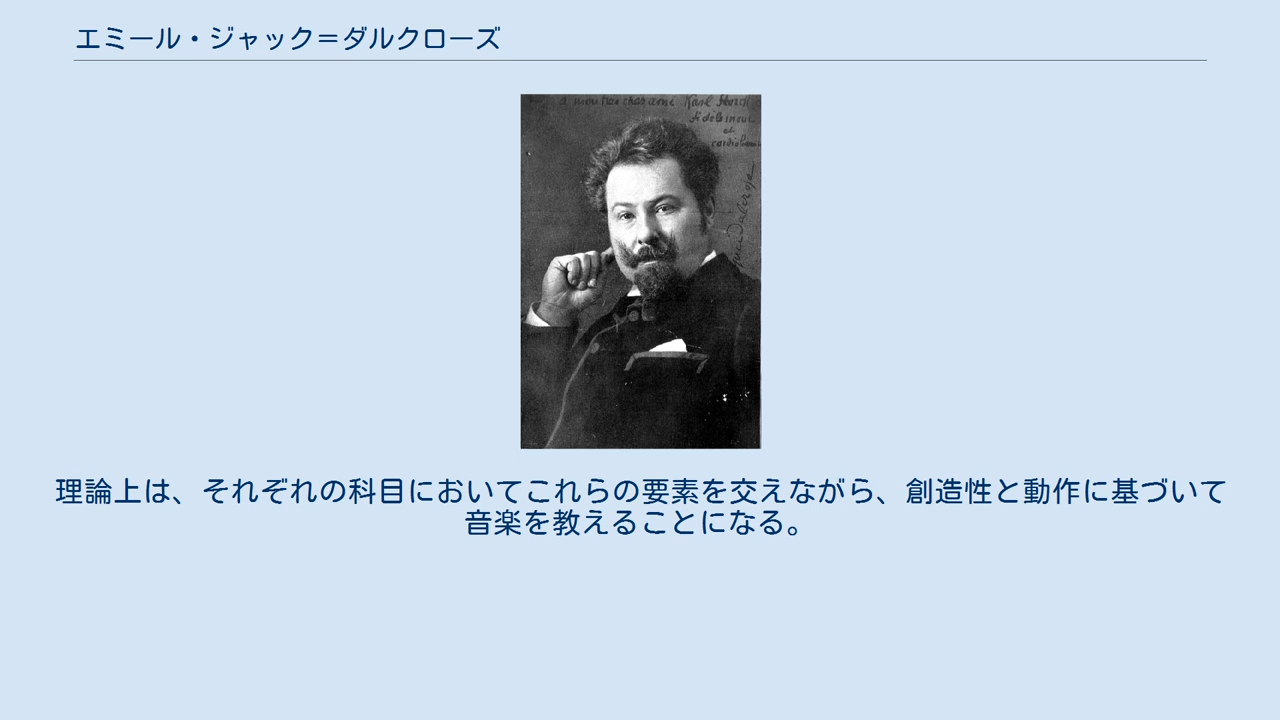 エミール・ジャック＝ダルクローズ
Karl
理論上は、それぞれの科目においてこれらの要素を交えながら、創造性と動作に基づいて
音楽を教えることになる。